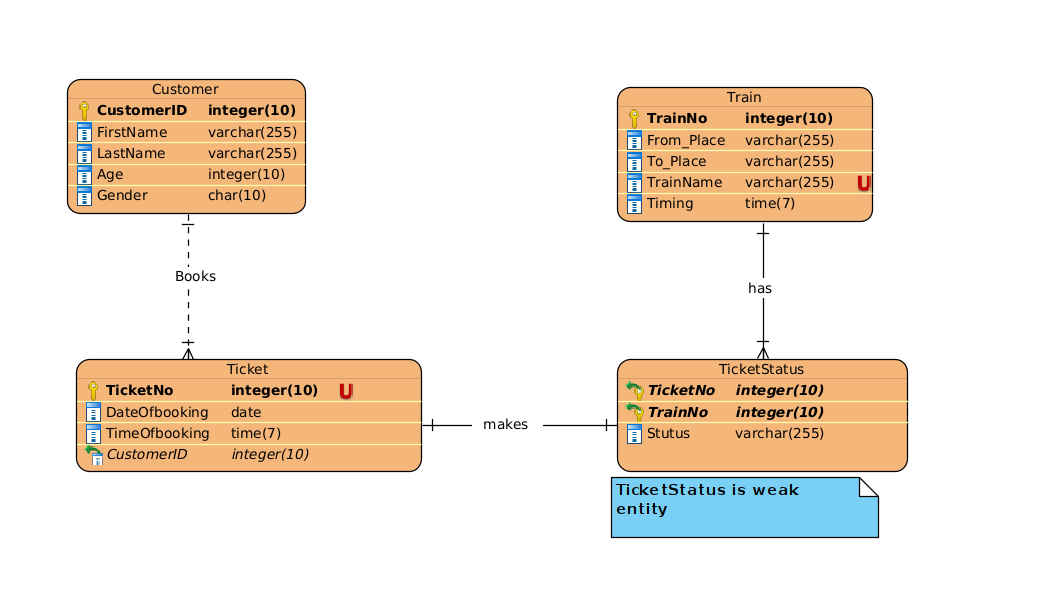 Customer
CustomerID integer(10)
FirstName varchar(255)
LastName varchar(255)
Age integer(10)
Gender char(10)
Train
TrainNo integer(10)
From_Place varchar(255)
To_Place varchar(255)
TrainName varchar(255) U
Timing time(7)
Books
has
Ticket
TicketNo integer(10) U
DateOfbooking date
TimeOfbooking time(7)
CustomerID integer(10)
makes
TicketStatus
TicketNo integer(10)
TrainNo integer(10)
Stutus varchar(255)
TicketStatus is weak
entity